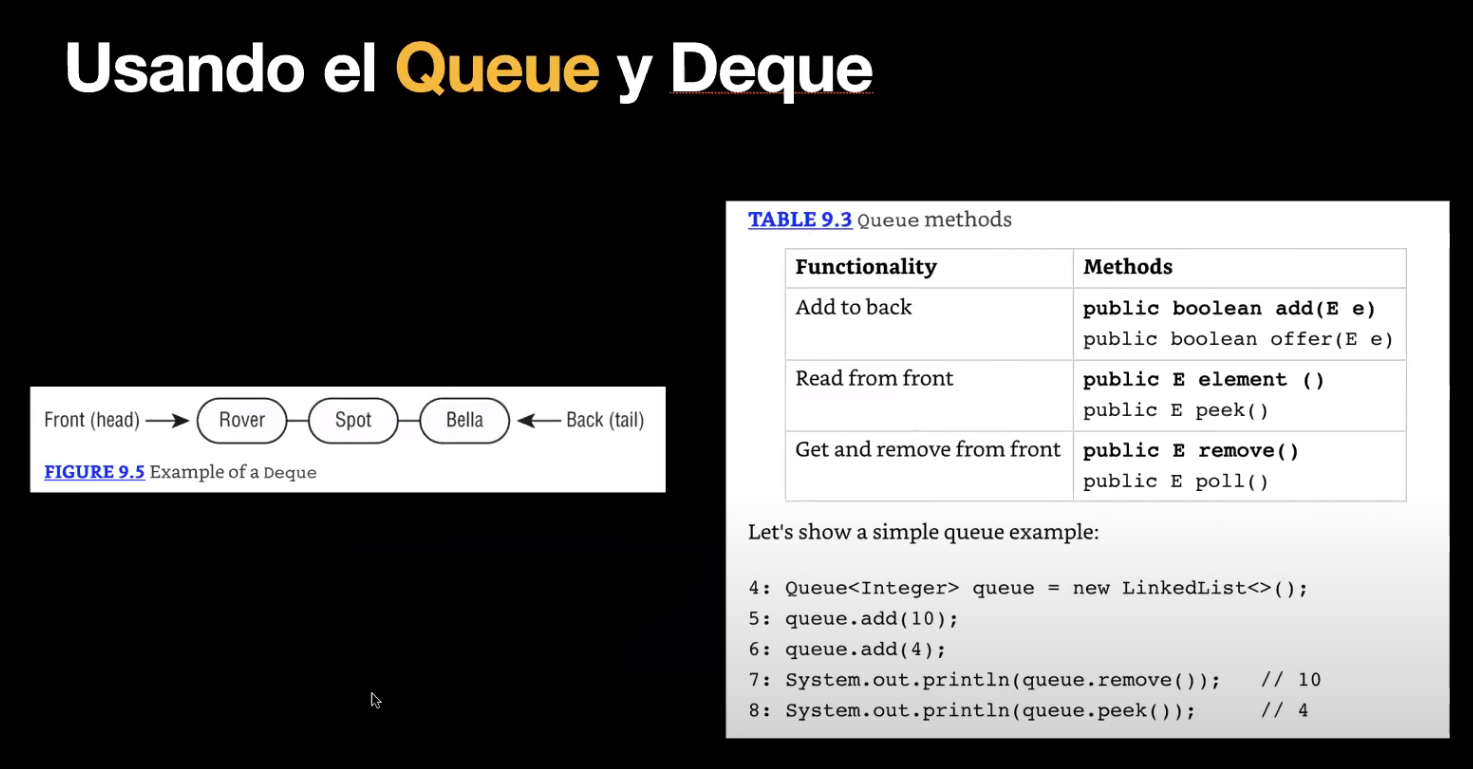 Usando el Queue y Deque
Front (head) Rover Spot Bella Back (tail)
FIGURE 9.5 Example of a Deque
TABLE 9.3 Queue methods
Functionality Methods
Add to back public boolean add(E e)
public boolean offer(E e)
Read from front public E element ()
public E peek()
Get and remove from front public E remove()
public E poll()
Let's show a simple queue example:
4: Queue<Integer> queue = new LinkedList<>();
5: queue.add(10);
6: queue.add(4);
7: System.out.println(queue.remove()); // 10
8: System.out.println(queue.peek()); // 4